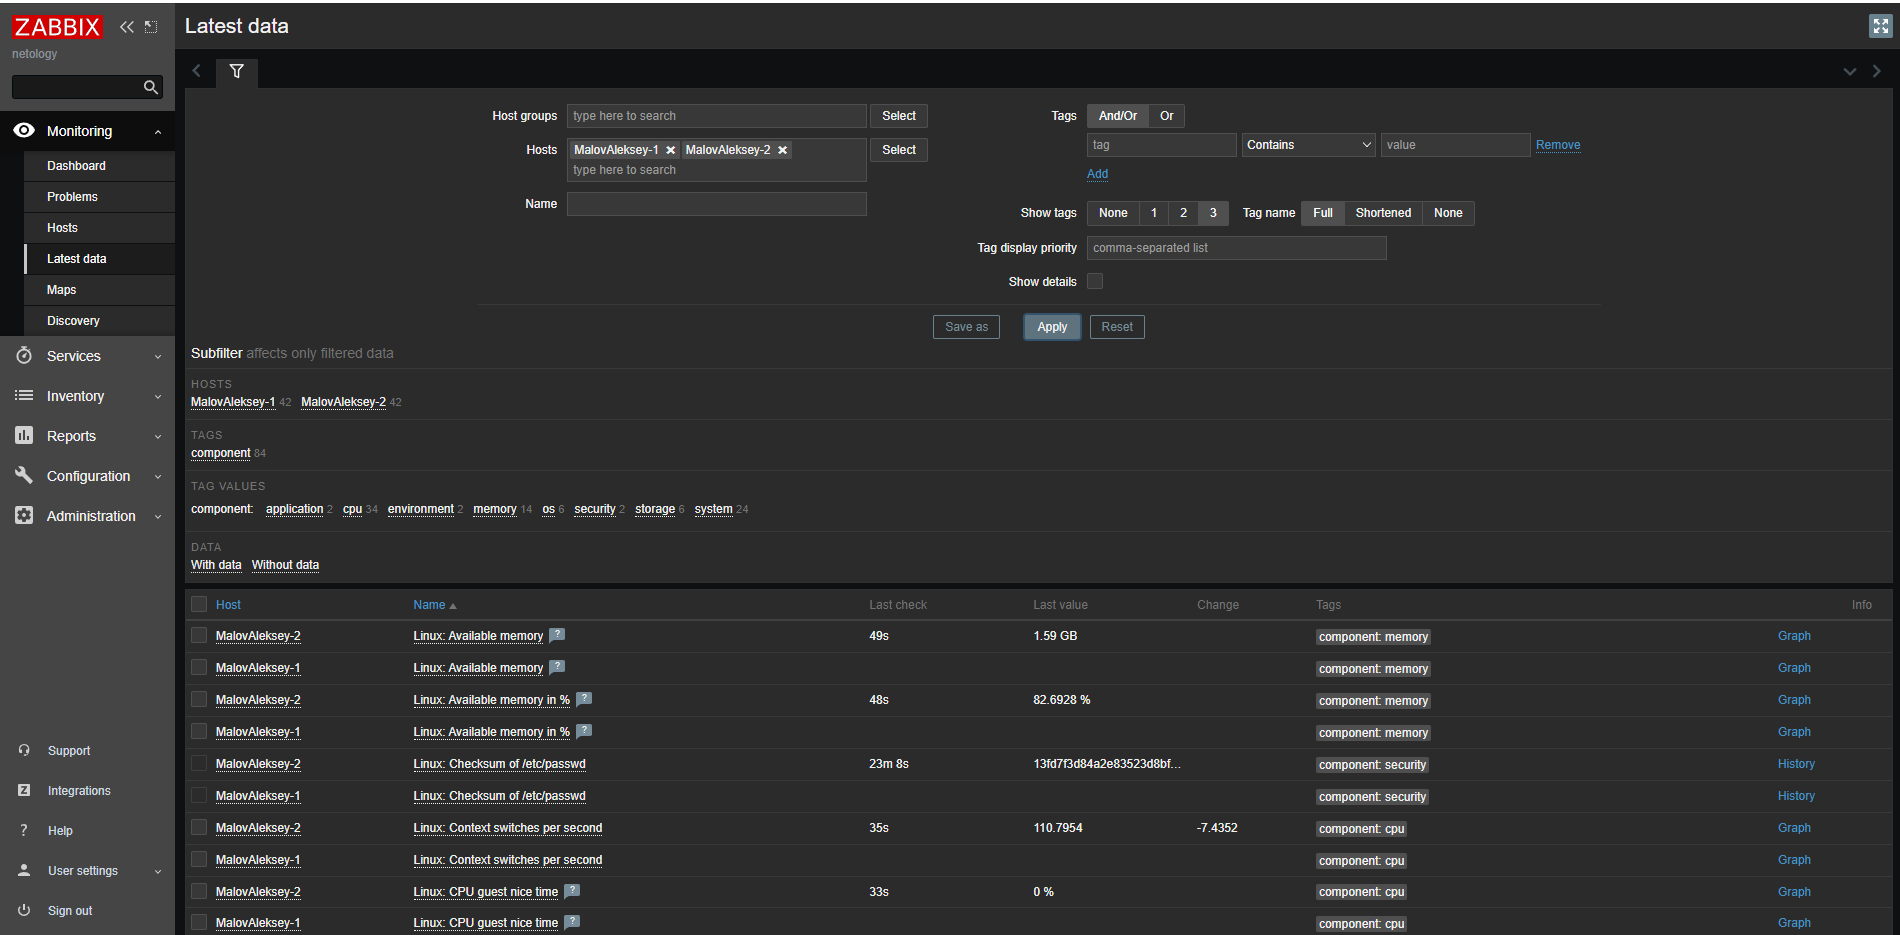 ZABBIX
netology
Monitoring
Dashboard
Problems
Hosts
Latest data
Maps
Discovery
Services
Inventory
Reports
Configuration
Administration
Support
Integrations
Help
User settings
Sign out
Latest data
Host groups type here to search Select
Hosts MalovAleksey-1 MalovAleksey-2 Select
type here to search
Name
Tags And/Or Or
tag Contains value Remove
Add
Show tags None 1 2 3 Tag name Full Shortened None
Tag display priority comma-separated list
Show details
Save as Apply Reset
Subfilter affects only filtered data
HOSTS
MalovAleksey-1 42 MalovAleksey-2 42
TAGS
component 84
TAG VALUES
component: application 2 cpu 34 environment 2 memory 14 os 6 security 2 storage 6 system 24
DATA
With data Without data
Host Name Last check Last value Change Tags Info
MalovAleksey-2 Linux: Available memory ? 49s 1.59 GB component: memory Graph
MalovAleksey-1 Linux: Available memory ? component: memory Graph
MalovAleksey-2 Linux: Available memory in % ? 48s 82.6928 % component: memory Graph
MalovAleksey-1 Linux: Available memory in % ? component: memory Graph
MalovAleksey-2 Linux: Checksum of /etc/passwd 23m 8s 13fd7f3d84a2e83523d8bf... component: security History
MalovAleksey-1 Linux: Checksum of /etc/passwd component: security History
MalovAleksey-2 Linux: Context switches per second 35s 110.7954 -7.4352 component: cpu Graph
MalovAleksey-1 Linux: Context switches per second component: cpu Graph
MalovAleksey-2 Linux: CPU guest nice time ? 33s 0 % component: cpu Graph
MalovAleksey-1 Linux: CPU guest nice time ? component: cpu Graph